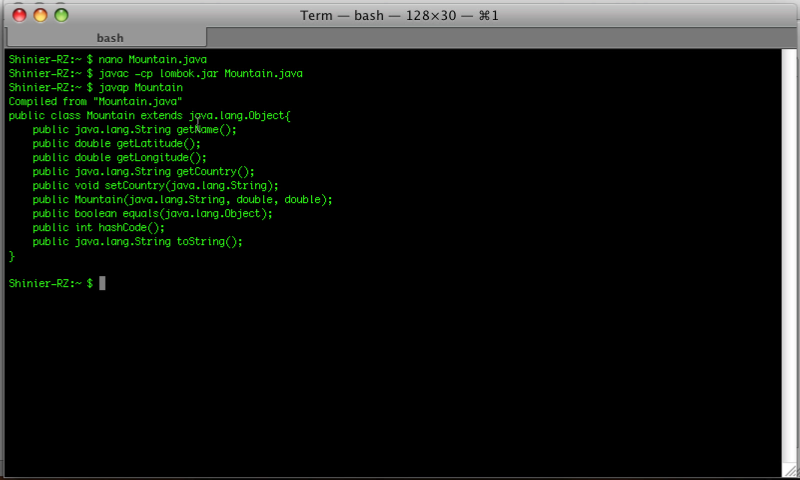 Term — bash — 128×30 — ⌘1
bash
Shinier-RZ:~ $ nano Mountain.java
Shinier-RZ:~ $ javac -cp lombok.jar Mountain.java
Shinier-RZ:~ $ javap Mountain
Compiled from "Mountain.java"
public class Mountain extends java.lang.Object{
    public java.lang.String getName();
    public double getLatitude();
    public double getLongitude();
    public java.lang.String getCountry();
    public void setCountry(java.lang.String);
    public Mountain(java.lang.String, double, double);
    public boolean equals(java.lang.Object);
    public int hashCode();
    public java.lang.String toString();
}
Shinier-RZ:~ $